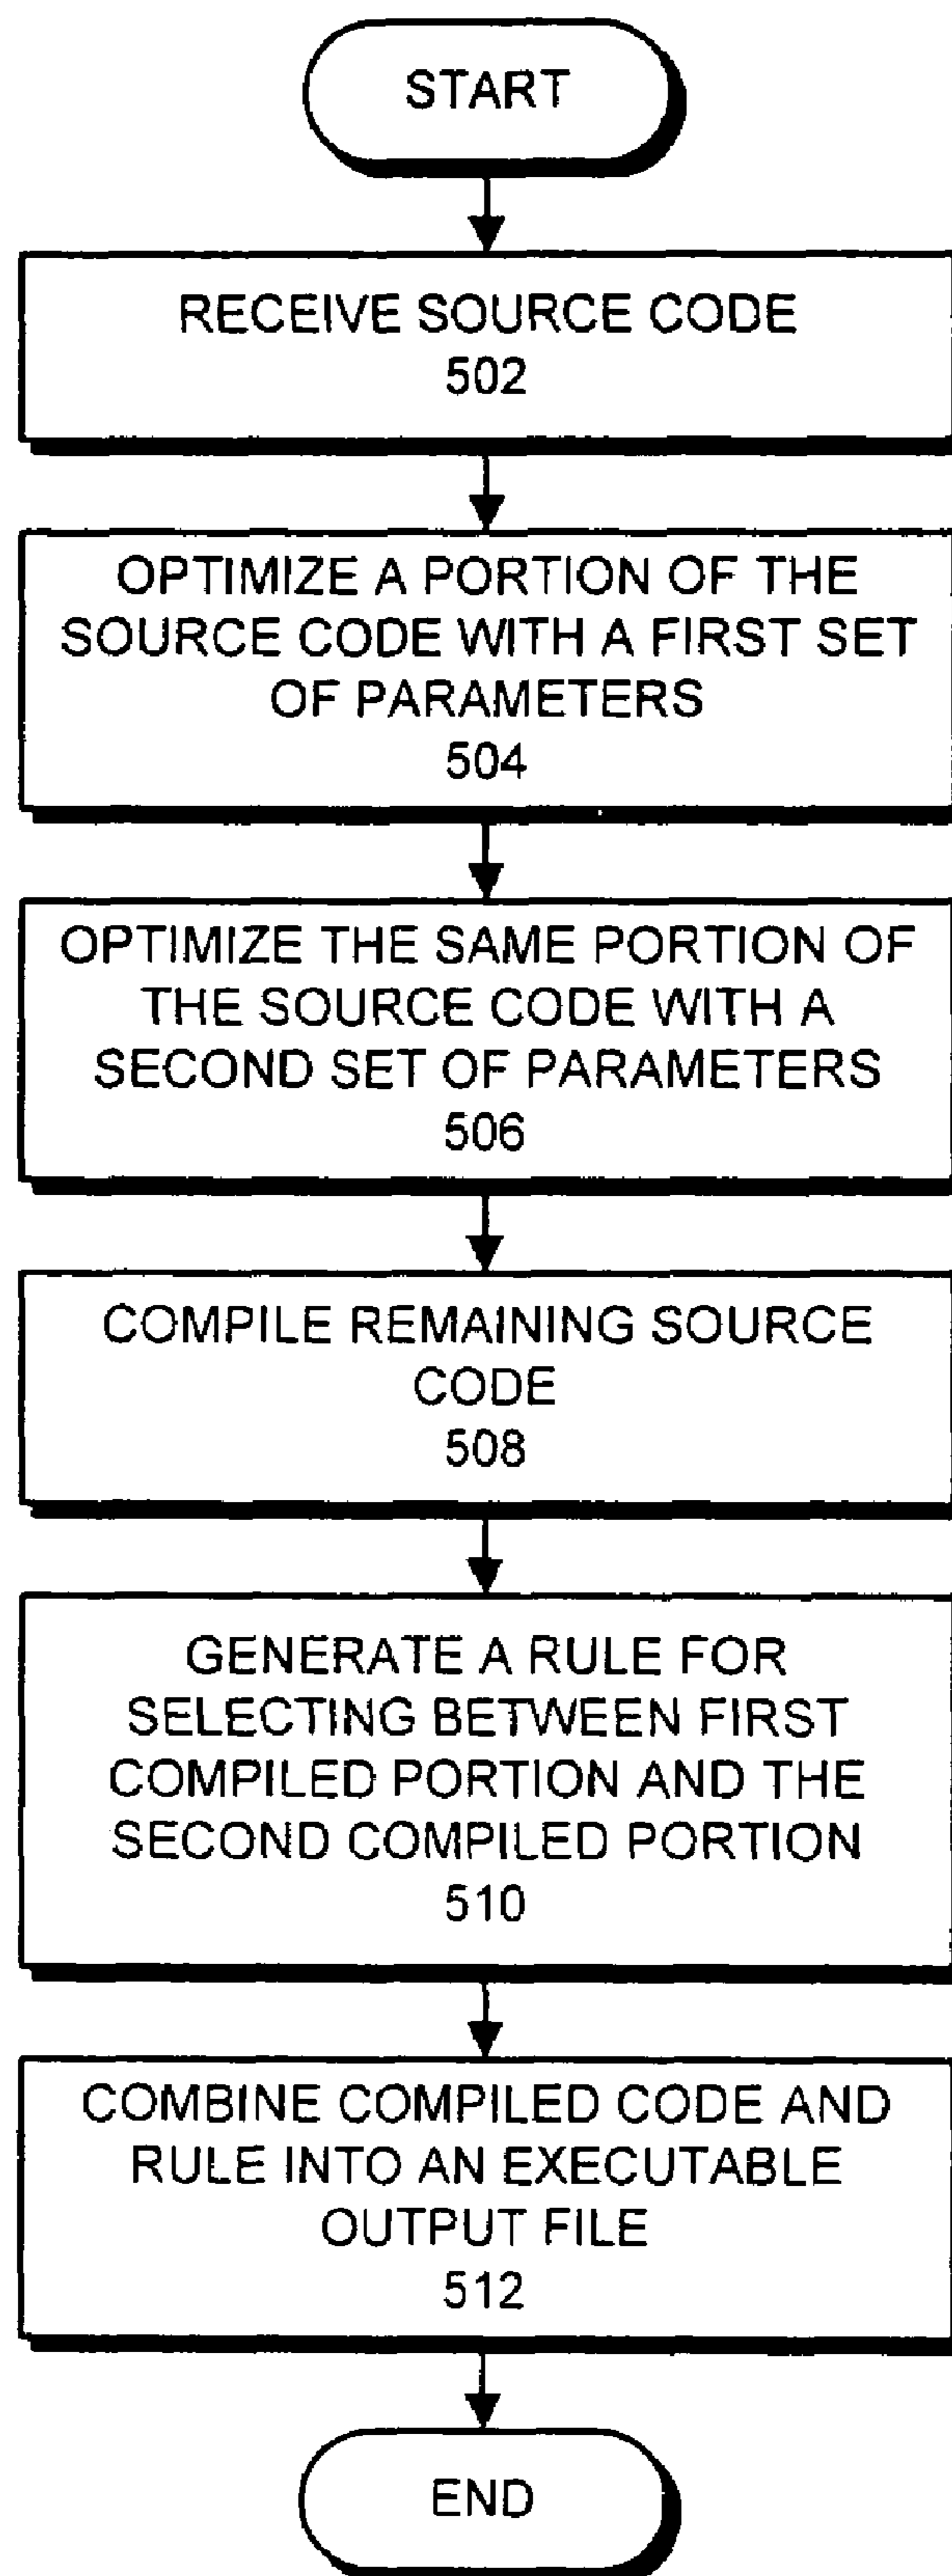 START
RECEIVE SOURCE CODE
502
OPTIMIZE A PORTION OF THE
SOURCE CODE WITH A FIRST SET
OF PARAMETERS
504
OPTIMIZE THE SAME PORTION OF
THE SOURCE CODE WITH A
SECOND SET OF PARAMETERS
506
COMPILE REMAINING SOURCE
CODE
508
GENERATE A RULE FOR
SELECTING BETWEEN FIRST
COMPILED PORTION AND THE
SECOND COMPILED PORTION
510
COMBINE COMPILED CODE AND
RULE INTO AN EXECUTABLE
OUTPUT FILE
512
END